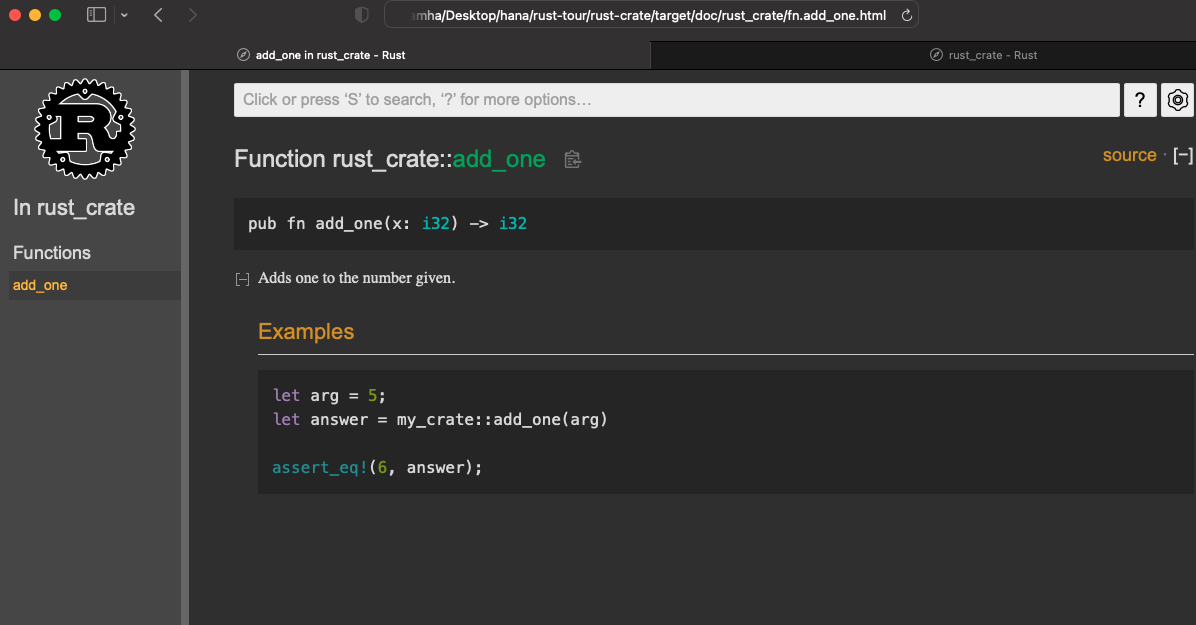 amha/Desktop/hana/rust-tour/rust-crate/target/doc/rust_crate/fn.add_one.html
add_one in rust_crate - Rust
rust_crate - Rust
R
Click or press ‘S’ to search, ‘?’ for more options…
?
Function rust_crate::add_one
source · [−]
In rust_crate
pub fn add_one(x: i32) -> i32
Functions
add_one
[−] Adds one to the number given.
Examples
let arg = 5;
let answer = my_crate::add_one(arg)
assert_eq!(6, answer);